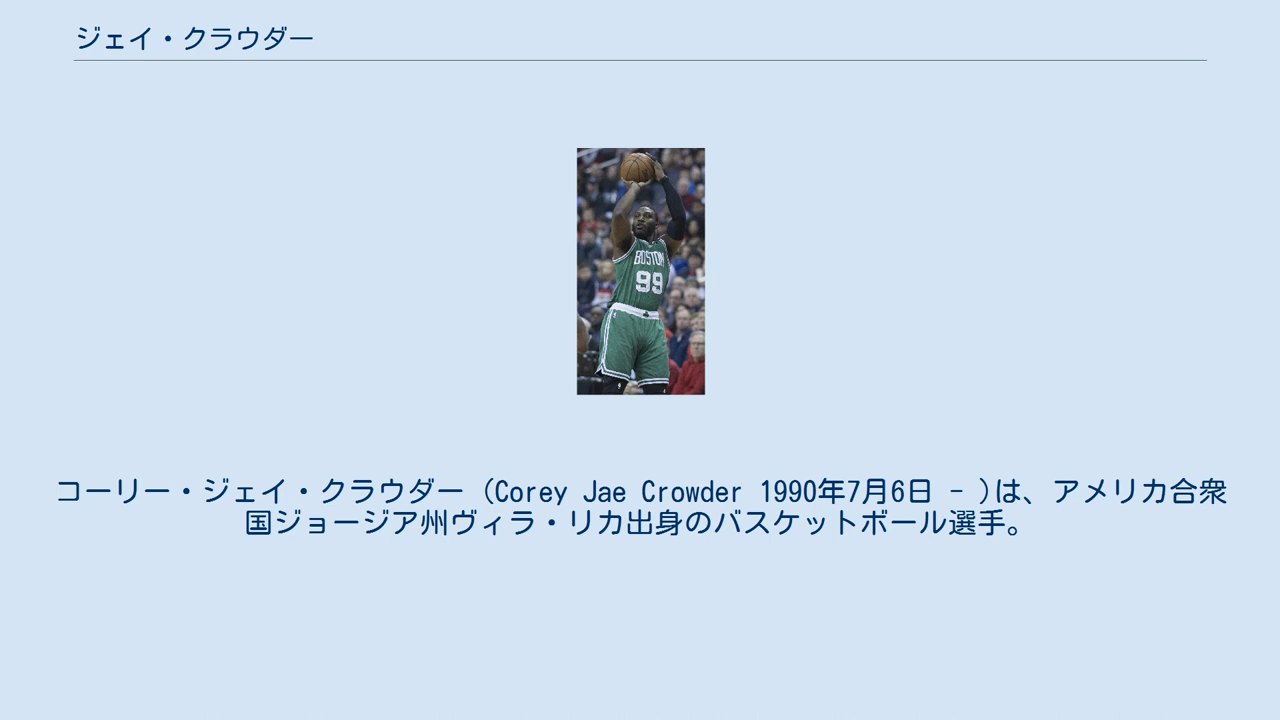 ジェイ・クラウダー
BOSTON
99
コーリー・ジェイ・クラウダー (Corey Jae Crowder 1990年7月6日 - )は、アメリカ合衆
国ジョージア州ヴィラ・リカ出身のバスケットボール選手。